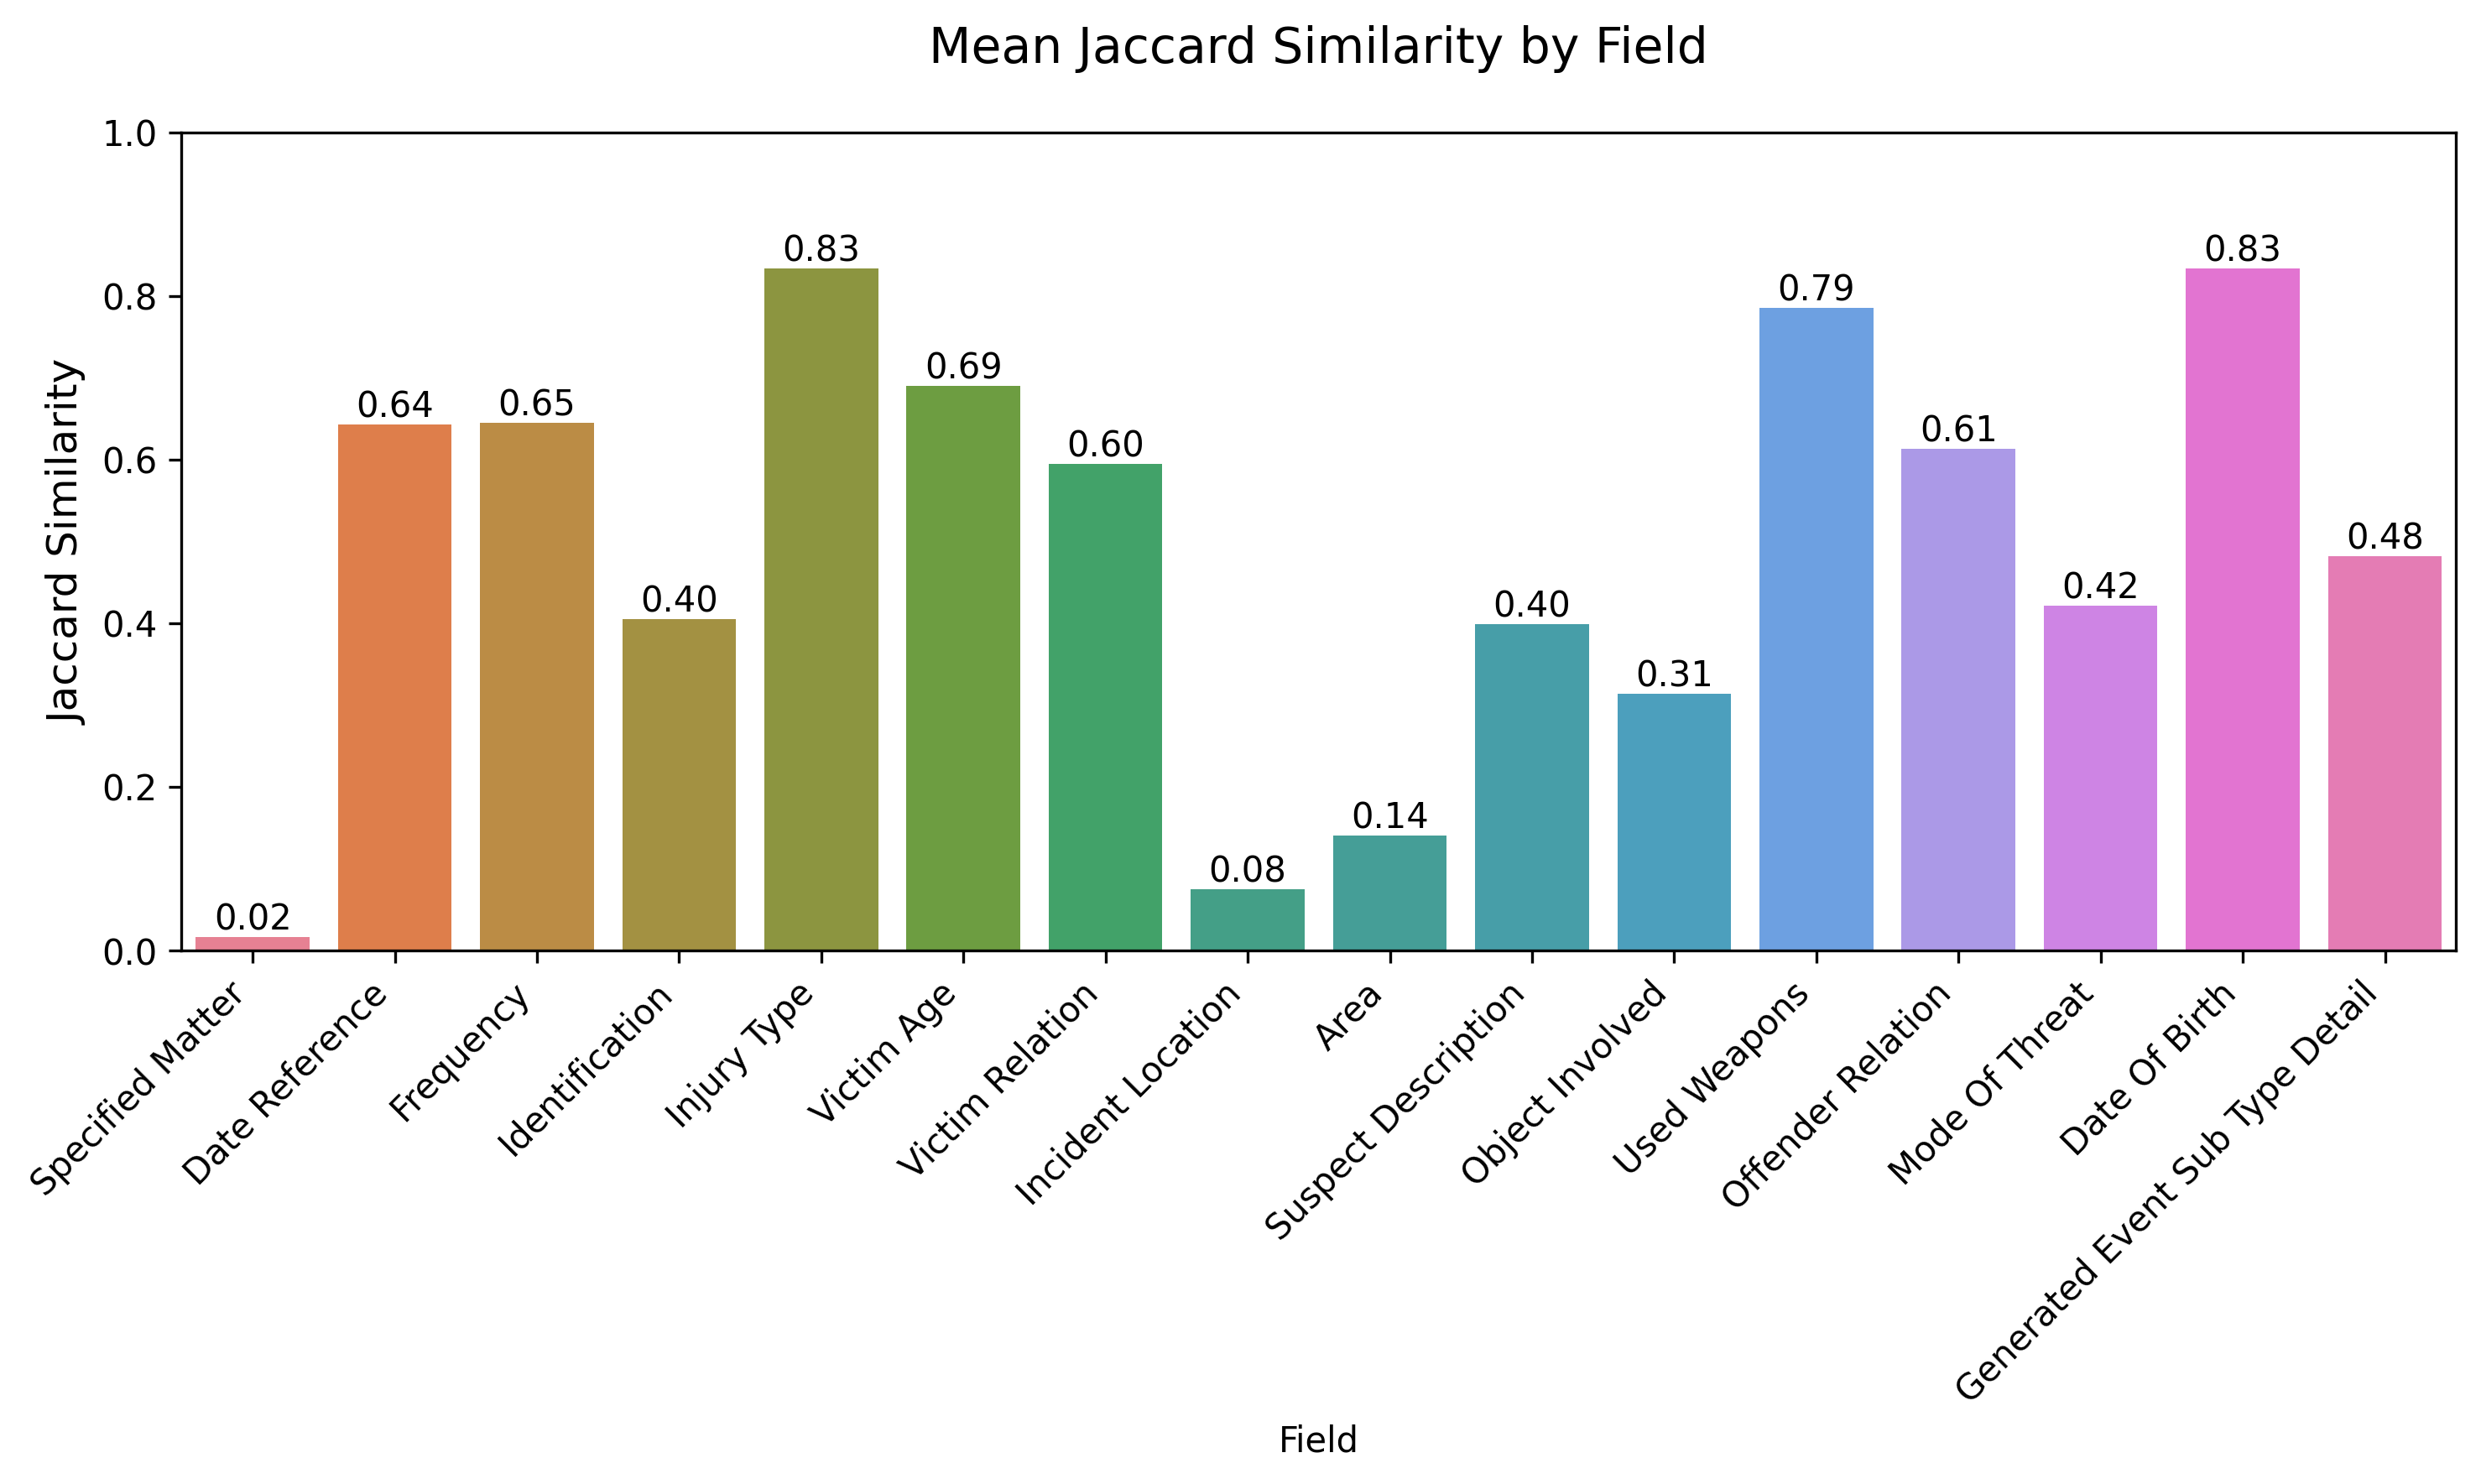 Mean Jaccard Similarity by Field
Jaccard Similarity
1.0
0.8
0.6
0.4
0.2
0.0
0.02
0.64
0.65
0.40
0.83
0.69
0.60
0.08
0.14
0.40
0.31
0.79
0.61
0.42
0.83
0.48
Specified Matter
Date Reference
Frequency
Identification
Injury Type
Victim Age
Victim Relation
Incident Location
Area
Suspect Description
Object Involved
Used Weapons
Offender Relation
Mode Of Threat
Date Of Birth
Generated Event Sub Type Detail
Field